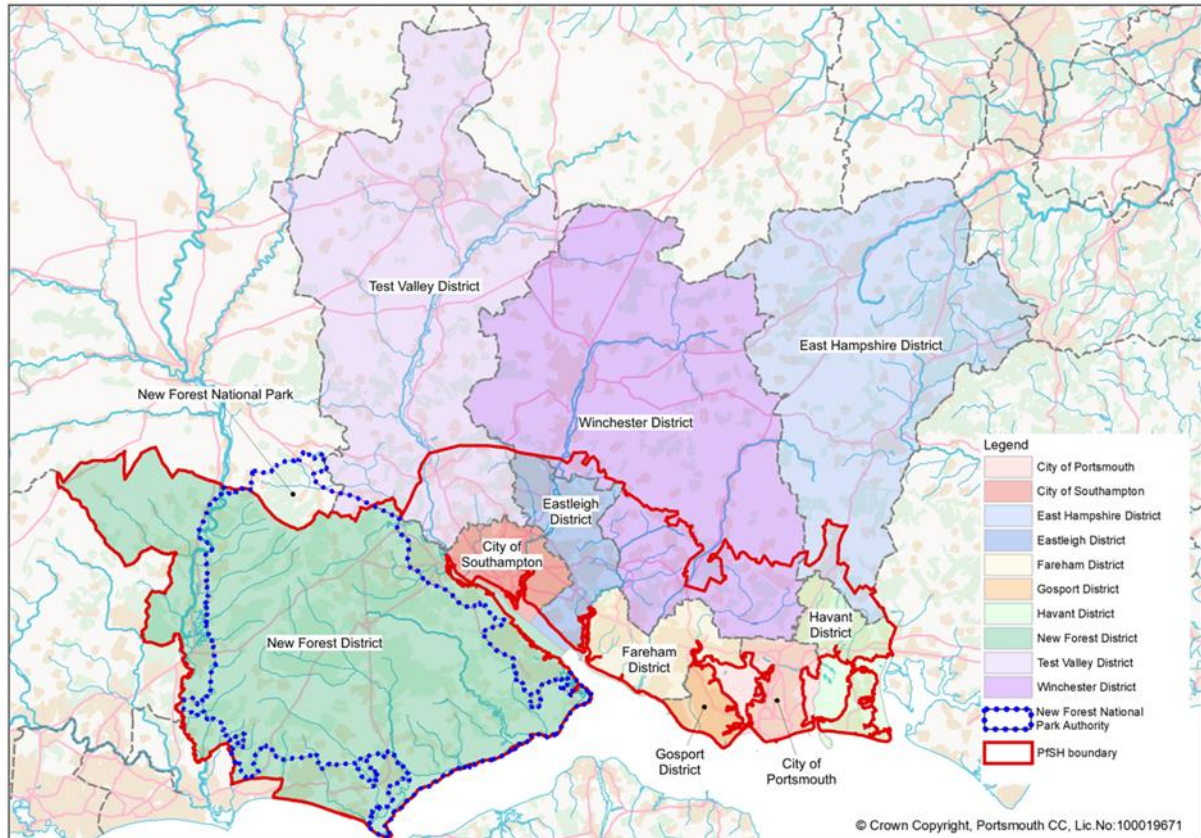 Test Valley District
East Hampshire District
New Forest National Park
Winchester District
Eastleigh
District
City of
Southampton
Havant
District
New Forest District
Fareham
District
Gosport
District
City of
Portsmouth
Legend
City of Portsmouth
City of Southampton
East Hampshire District
Eastleigh District
Fareham District
Gosport District
Havant District
New Forest District
Test Valley District
Winchester District
New Forest National
Park Authority
PfSH boundary
© Crown Copyright, Portsmouth CC, Lic.No:100019671